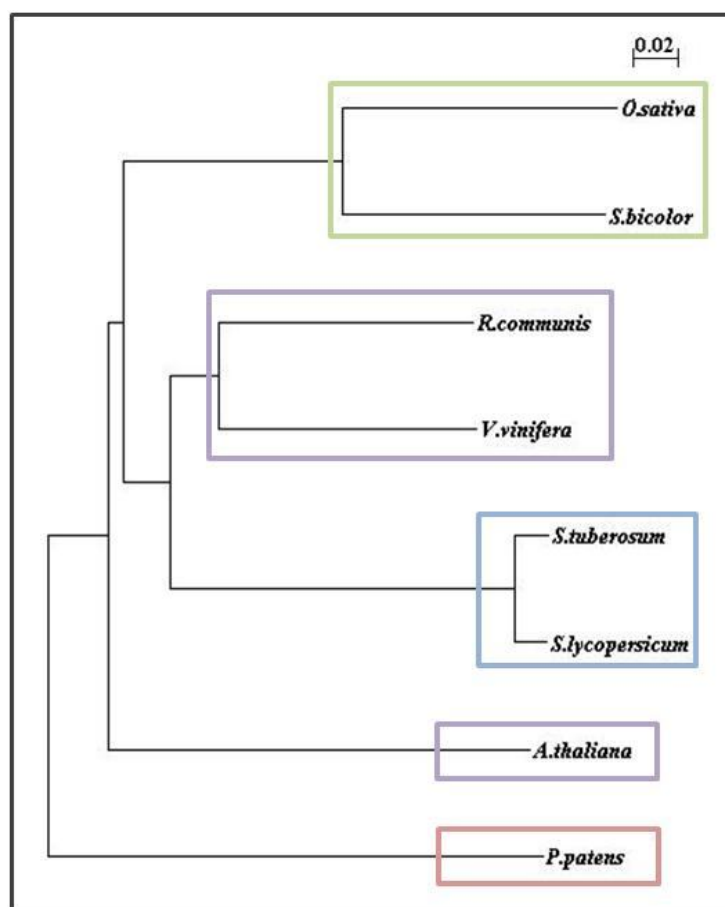 0.02
O.sativa
S.bicolor
R.communis
V.vinifera
S.tuberosum
S.lycopersicum
A.thaliana
P.patens